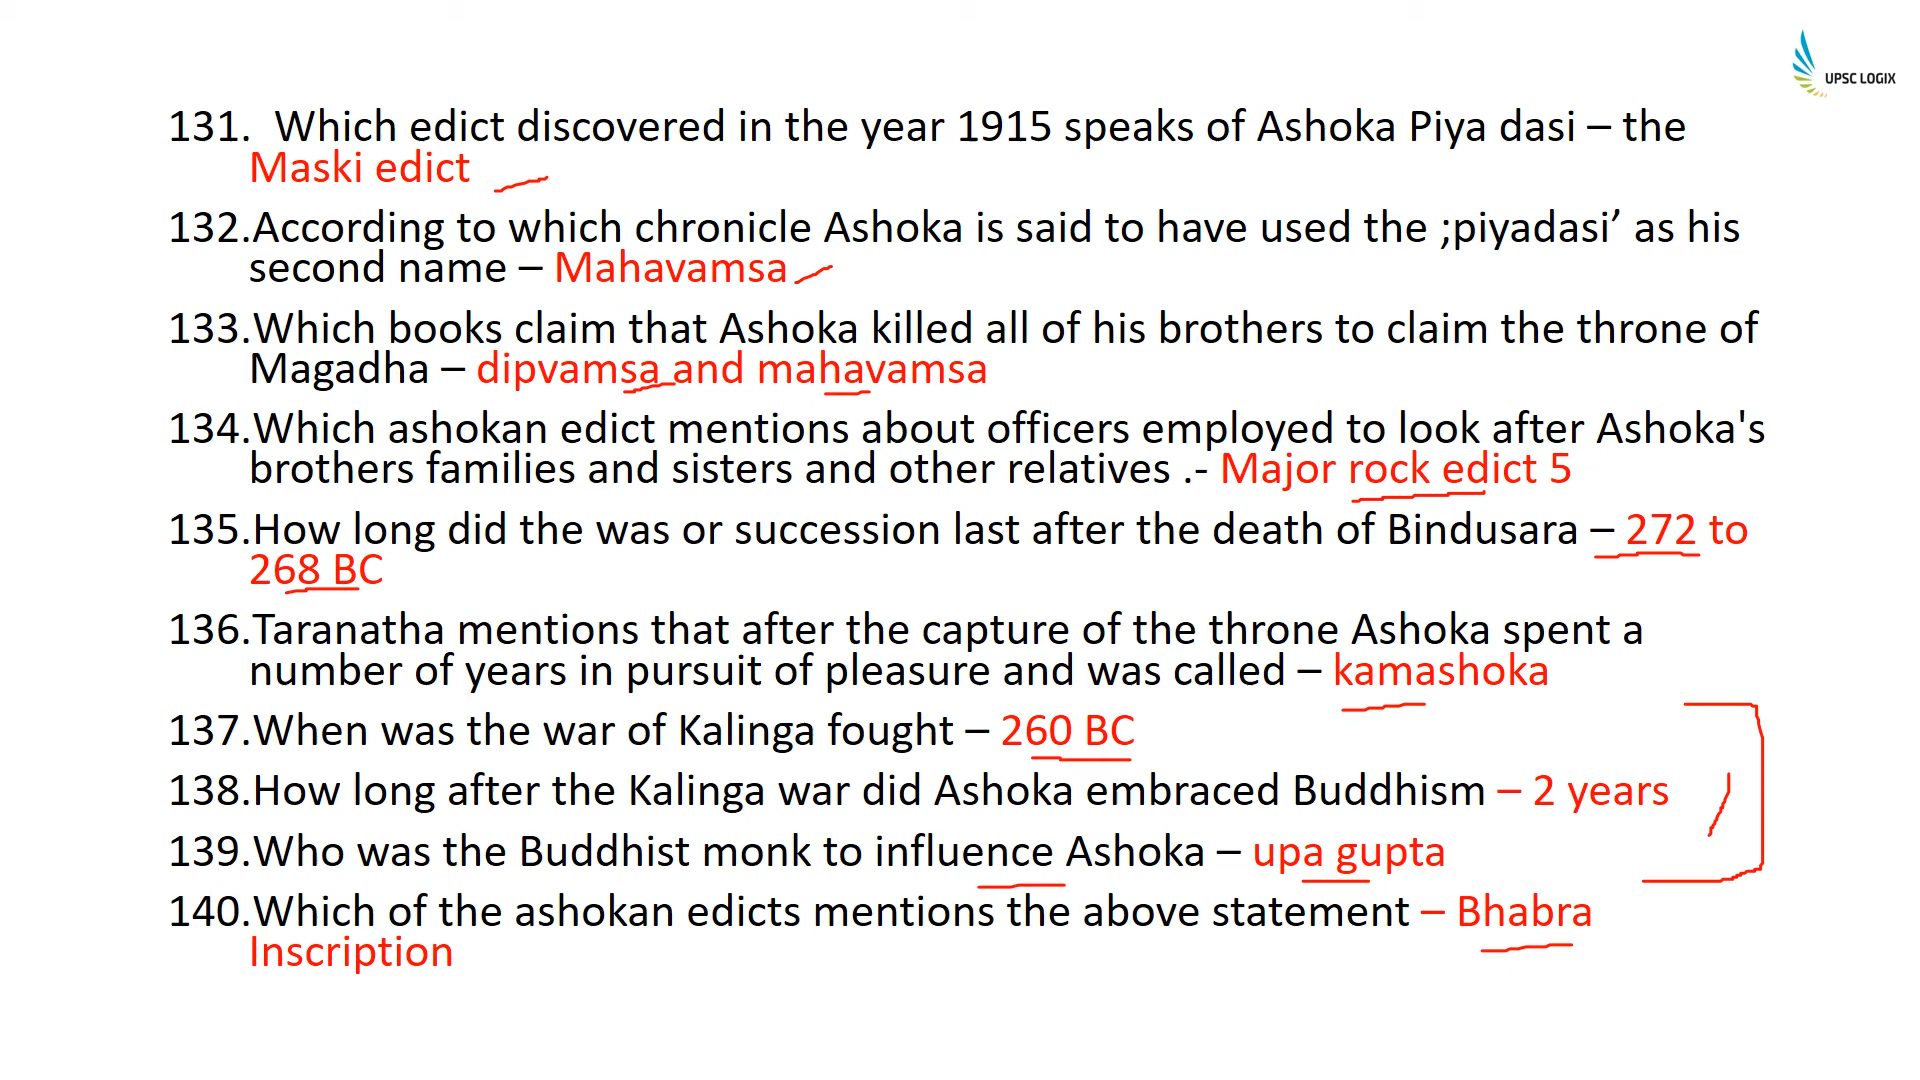 UPSC LOGIX
131. Which edict discovered in the year 1915 speaks of Ashoka Piya dasi – the
Maski edict
132.According to which chronicle Ashoka is said to have used the ;piyadasi’ as his
second name – Mahavamsa
133.Which books claim that Ashoka killed all of his brothers to claim the throne of
Magadha – dipvamsa and mahavamsa
134.Which ashokan edict mentions about officers employed to look after Ashoka's
brothers families and sisters and other relatives .- Major rock edict 5
135.How long did the was or succession last after the death of Bindusara – 272 to
268 BC
136.Taranatha mentions that after the capture of the throne Ashoka spent a
number of years in pursuit of pleasure and was called – kamashoka
137.When was the war of Kalinga fought – 260 BC
138.How long after the Kalinga war did Ashoka embraced Buddhism – 2 years
139.Who was the Buddhist monk to influence Ashoka – upa gupta
140.Which of the ashokan edicts mentions the above statement – Bhabra
Inscription